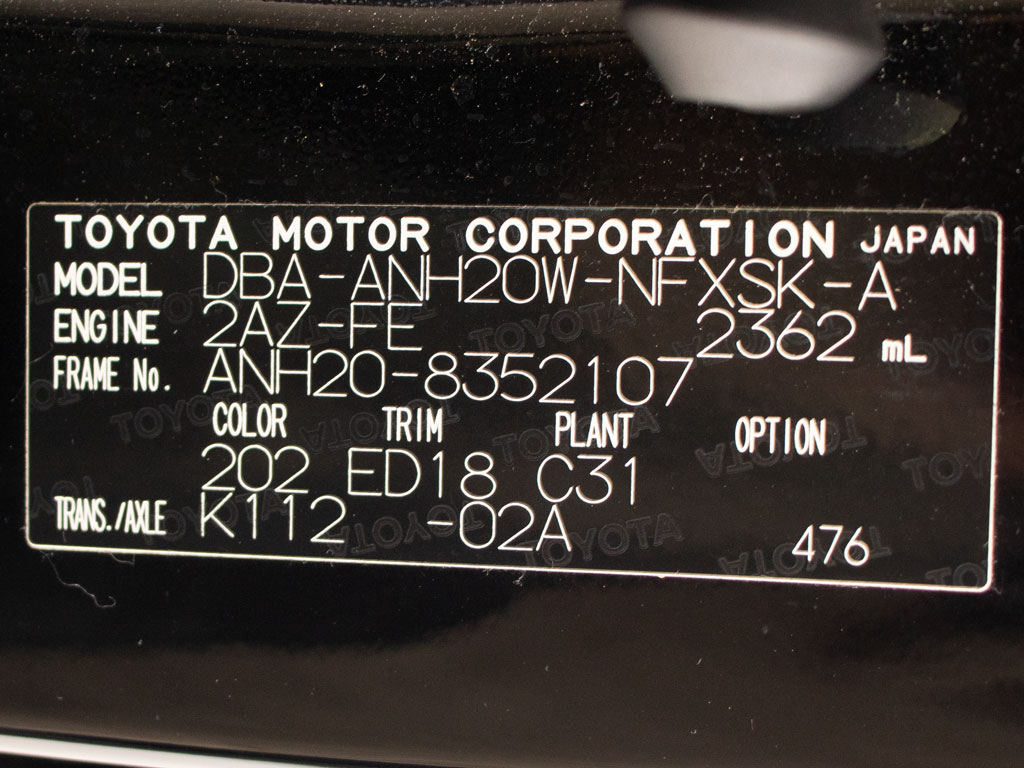 TOYOTA MOTOR CORPORATION JAPAN
MODEL DBA-ANH20W-NFXSK-A
ENGINE 2AZ-FE 2362 mL
FRAME No. ANH20-8352107
COLOR TRIM PLANT OPTION
202 ED18 C31
TRANS./AXLE K112 -02A
476